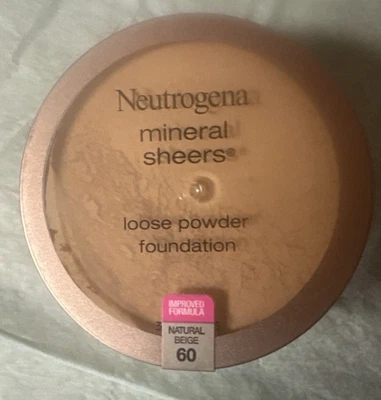 Neutrogena
mineral
sheers®
loose powder
foundation
IMPROVED
FORMULA
NATURAL
BEIGE
60